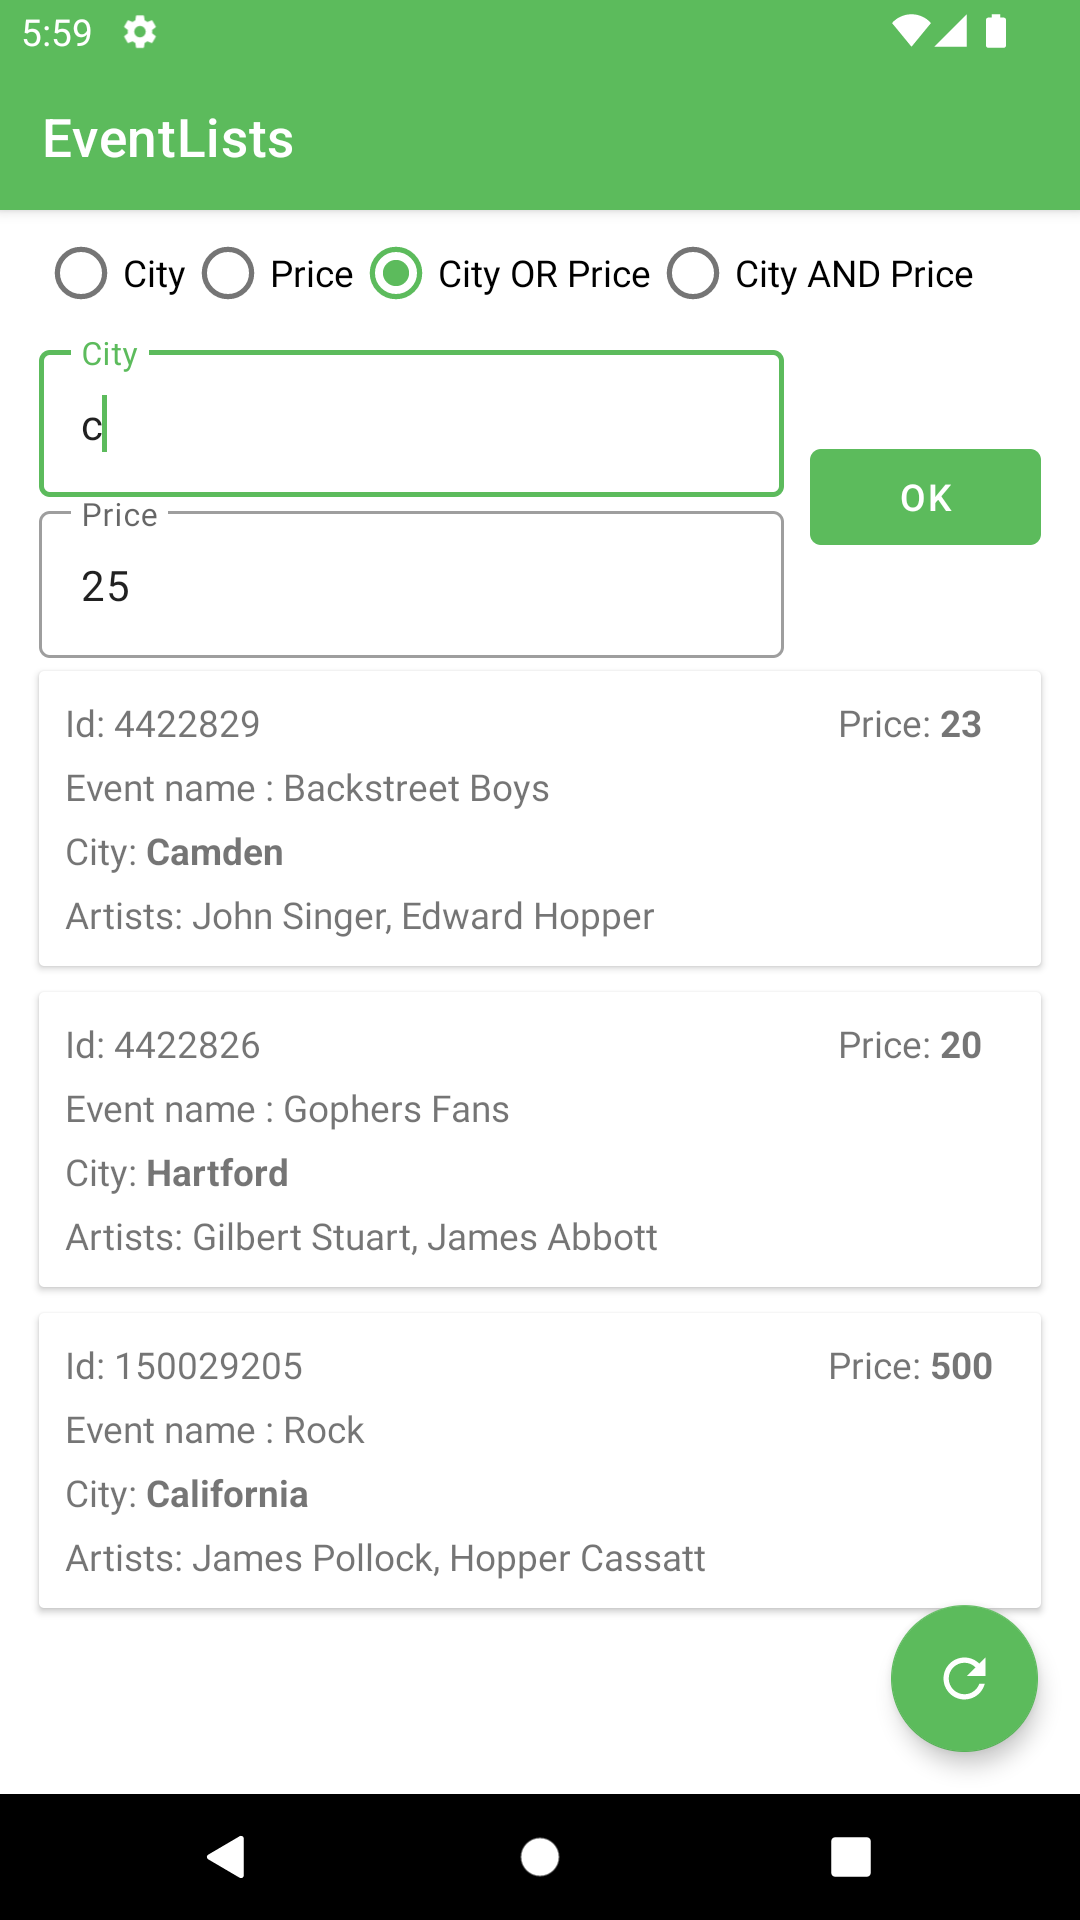 5:59
EventLists
City Price City OR Price City AND Price
City
c
OK
Price
25
Id: 4422829 Price: 23
Event name : Backstreet Boys
City: Camden
Artists: John Singer, Edward Hopper
Id: 4422826 Price: 20
Event name : Gophers Fans
City: Hartford
Artists: Gilbert Stuart, James Abbott
Id: 150029205 Price: 500
Event name : Rock
City: California
Artists: James Pollock, Hopper Cassatt